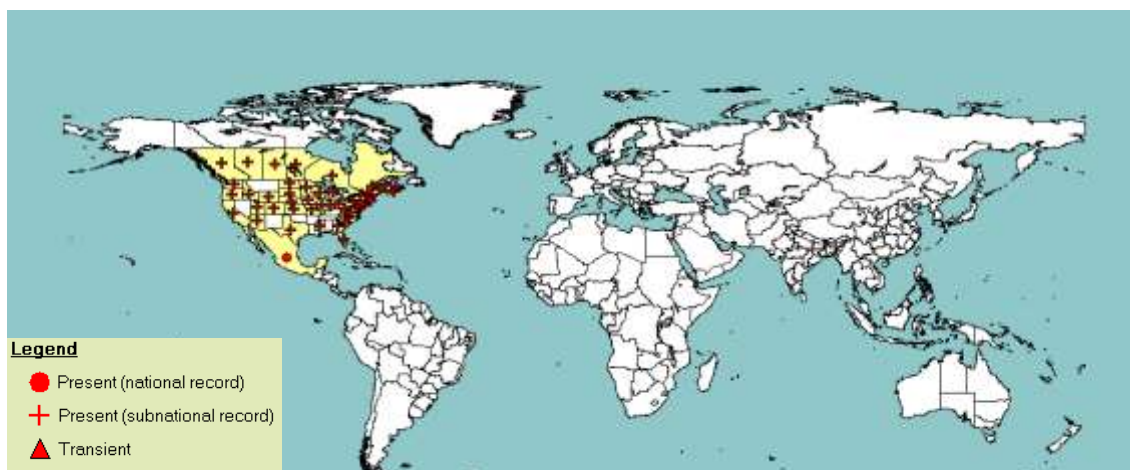 Legend
Present (national record)
Present (subnational record)
Transient